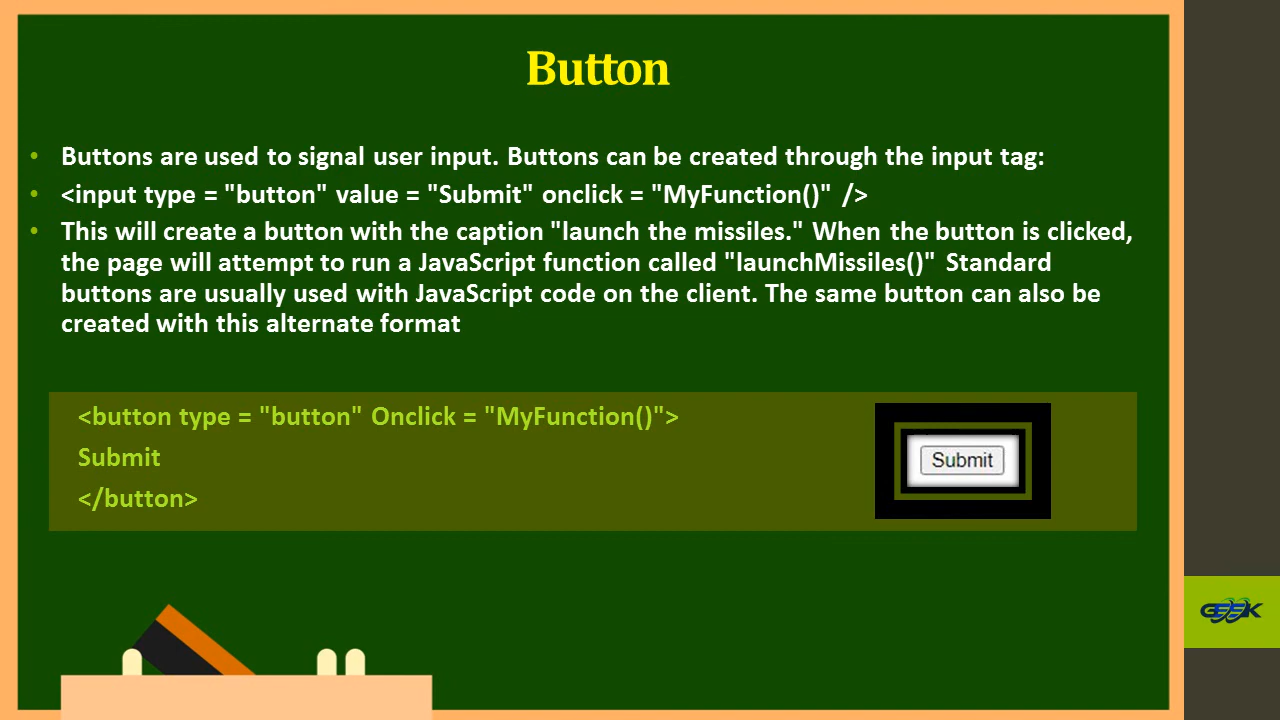 Button
• Buttons are used to signal user input. Buttons can be created through the input tag:
• <input type = "button" value = "Submit" onclick = "MyFunction()" />
• This will create a button with the caption "launch the missiles." When the button is clicked,
the page will attempt to run a JavaScript function called "launchMissiles()" Standard
buttons are usually used with JavaScript code on the client. The same button can also be
created with this alternate format
<button type = "button" Onclick = "MyFunction()">
Submit
</button>
Submit
GEEK